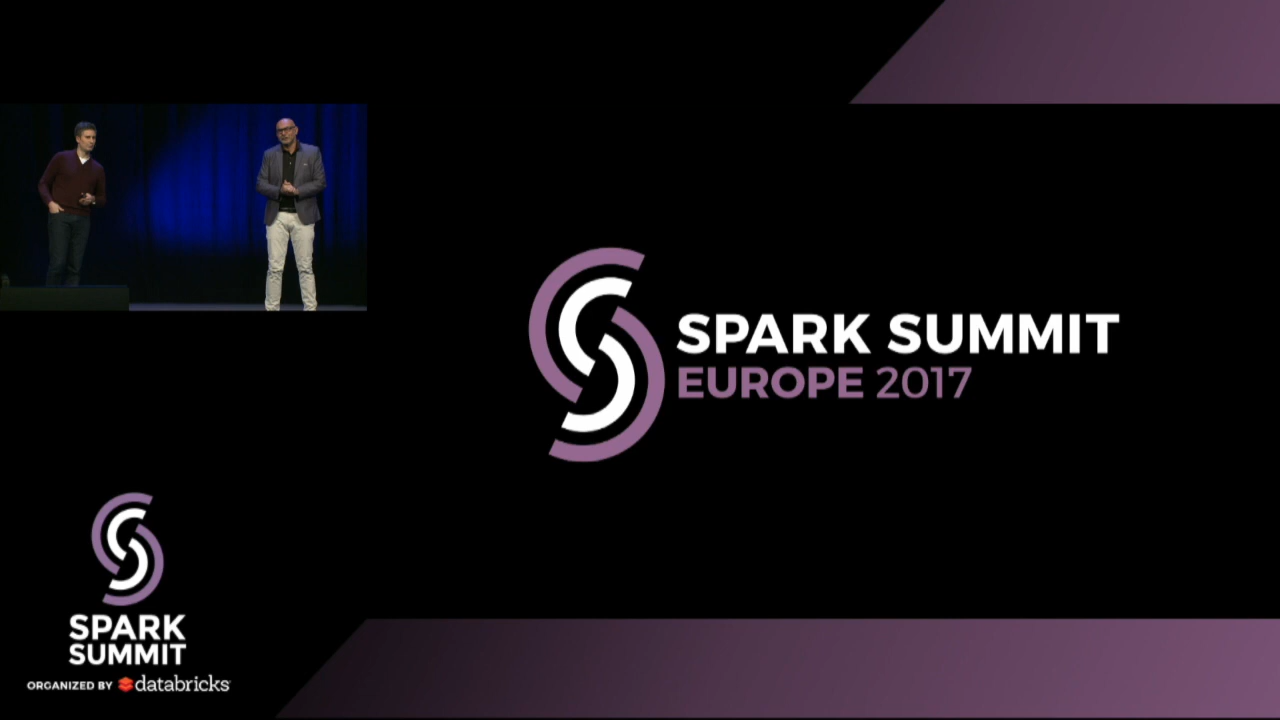 SPARK SUMMIT
EUROPE 2017
SPARK
SUMMIT
ORGANIZED BY databricks